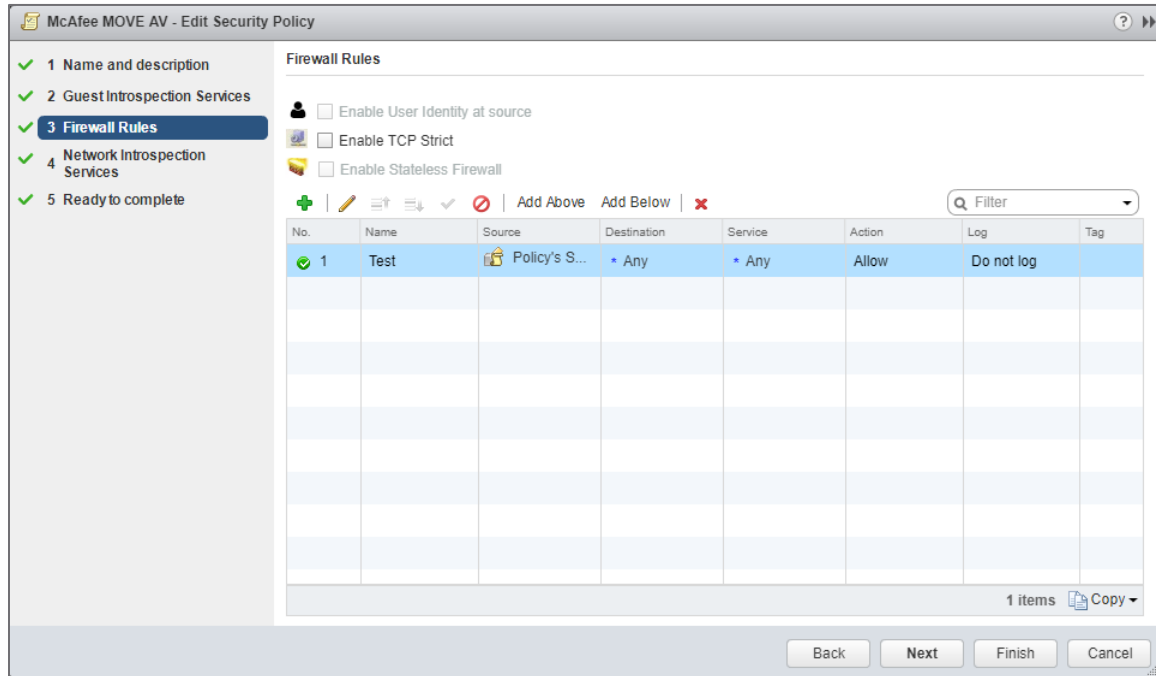 McAfee MOVE AV - Edit Security Policy ?
1 Name and description
2 Guest Introspection Services
3 Firewall Rules
4 Network Introspection
Services
5 Ready to complete
Firewall Rules
Enable User Identity at source
Enable TCP Strict
Enable Stateless Firewall
Add Above Add Below Filter
No. Name Source Destination Service Action Log Tag
1 Test Policy's S... * Any * Any Allow Do not log
1 items Copy
Back Next Finish Cancel